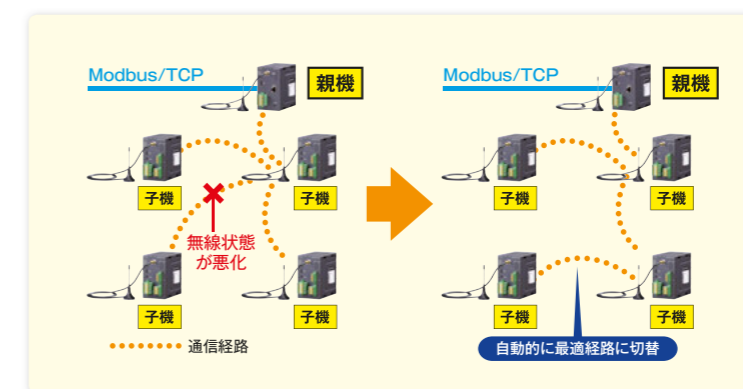 Modbus/TCP
親機
子機
子機
無線状態
が悪化
子機
子機
通信経路
Modbus/TCP
親機
子機
子機
子機
子機
自動的に最適経路に切替